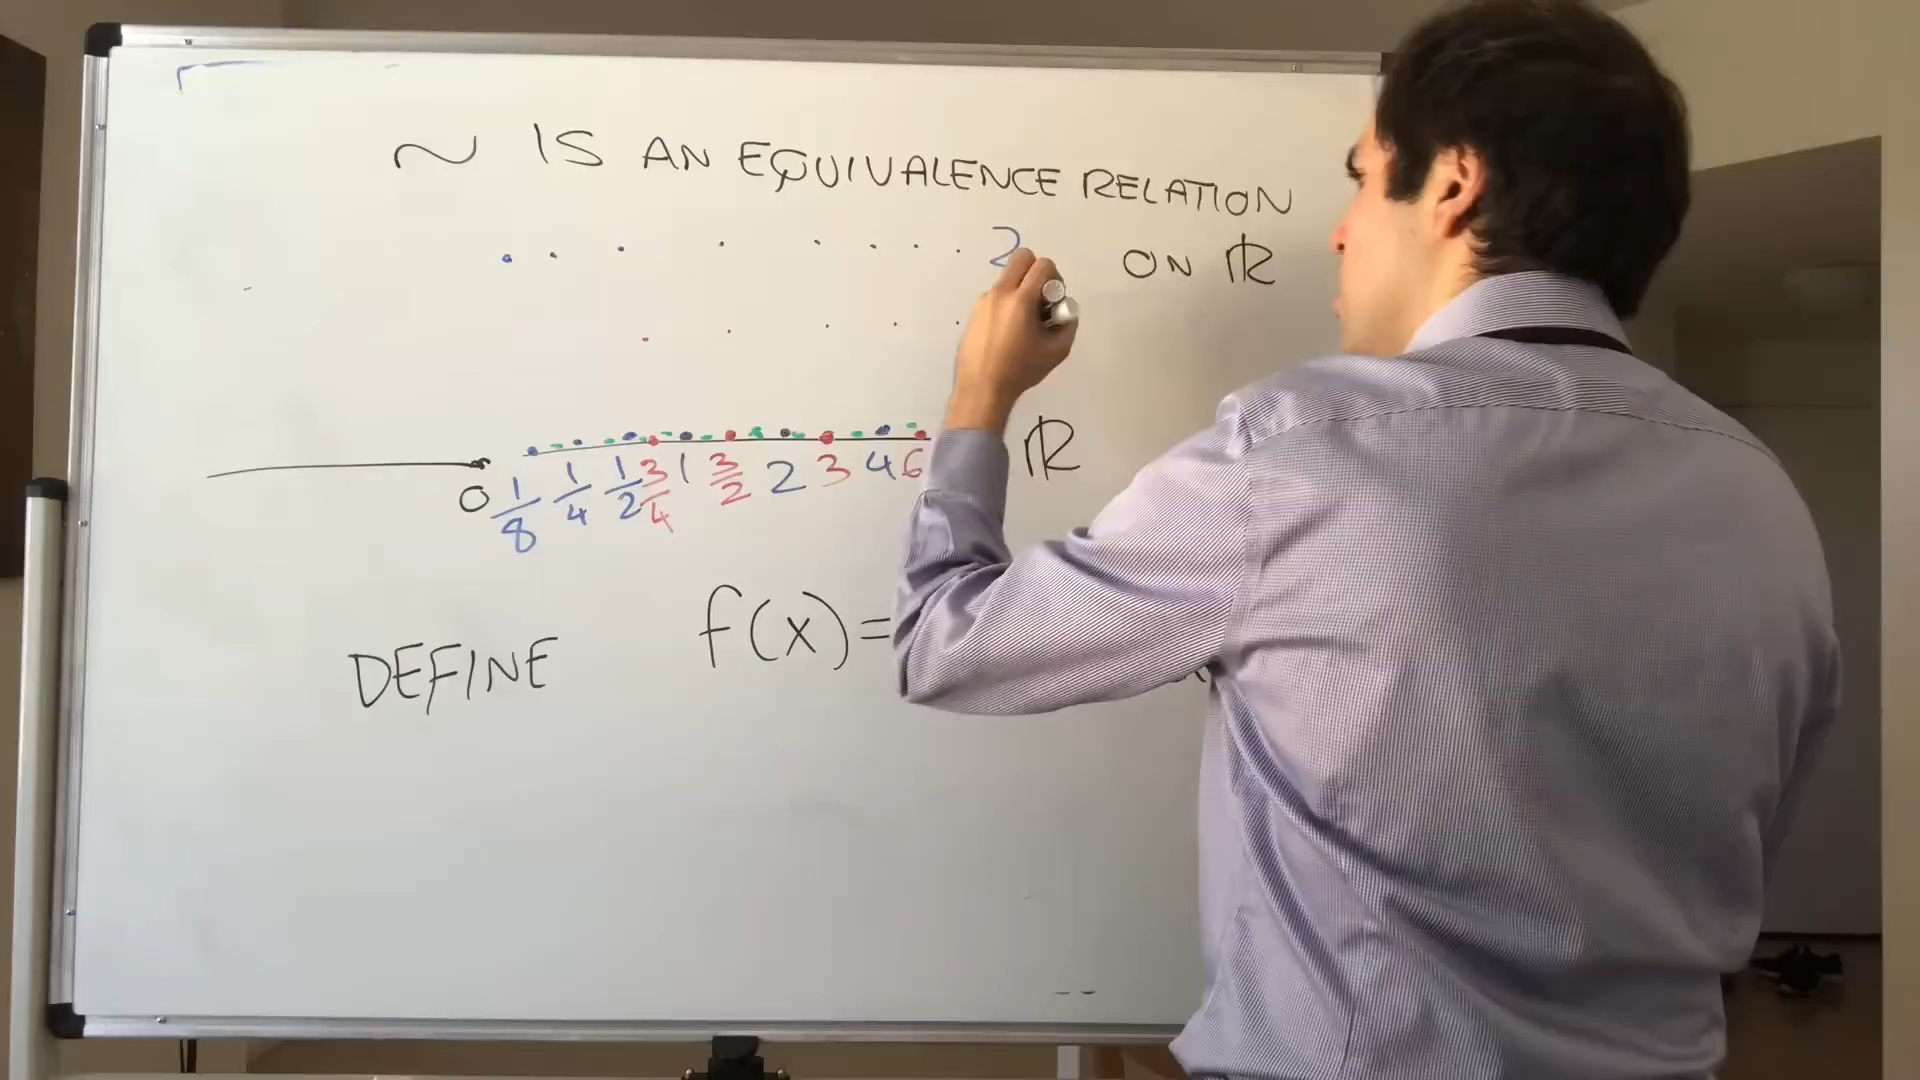 ~ IS AN EQUIVALENCE RELATION
2
ON ℝ
ℝ
0 1/8 1/4 1/2 3/4 1 3/2 2 3 4 6
DEFINE f(x)=